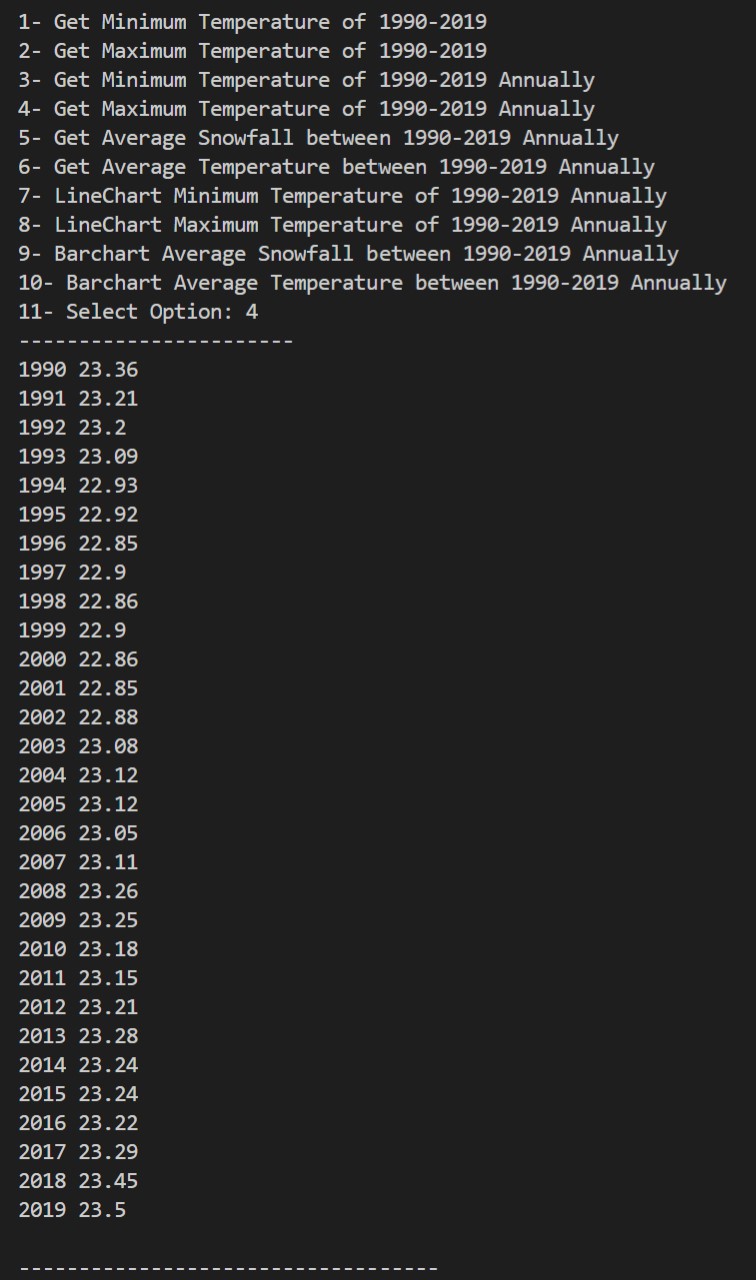 1- Get Minimum Temperature of 1990-2019
2- Get Maximum Temperature of 1990-2019
3- Get Minimum Temperature of 1990-2019 Annually
4- Get Maximum Temperature of 1990-2019 Annually
5- Get Average Snowfall between 1990-2019 Annually
6- Get Average Temperature between 1990-2019 Annually
7- LineChart Minimum Temperature of 1990-2019 Annually
8- LineChart Maximum Temperature of 1990-2019 Annually
9- Barchart Average Snowfall between 1990-2019 Annually
10- Barchart Average Temperature between 1990-2019 Annually
11- Select Option: 4
-----------------------
1990 23.36
1991 23.21
1992 23.2
1993 23.09
1994 22.93
1995 22.92
1996 22.85
1997 22.9
1998 22.86
1999 22.9
2000 22.86
2001 22.85
2002 22.88
2003 23.08
2004 23.12
2005 23.12
2006 23.05
2007 23.11
2008 23.26
2009 23.25
2010 23.18
2011 23.15
2012 23.21
2013 23.28
2014 23.24
2015 23.24
2016 23.22
2017 23.29
2018 23.45
2019 23.5
-----------------------------------